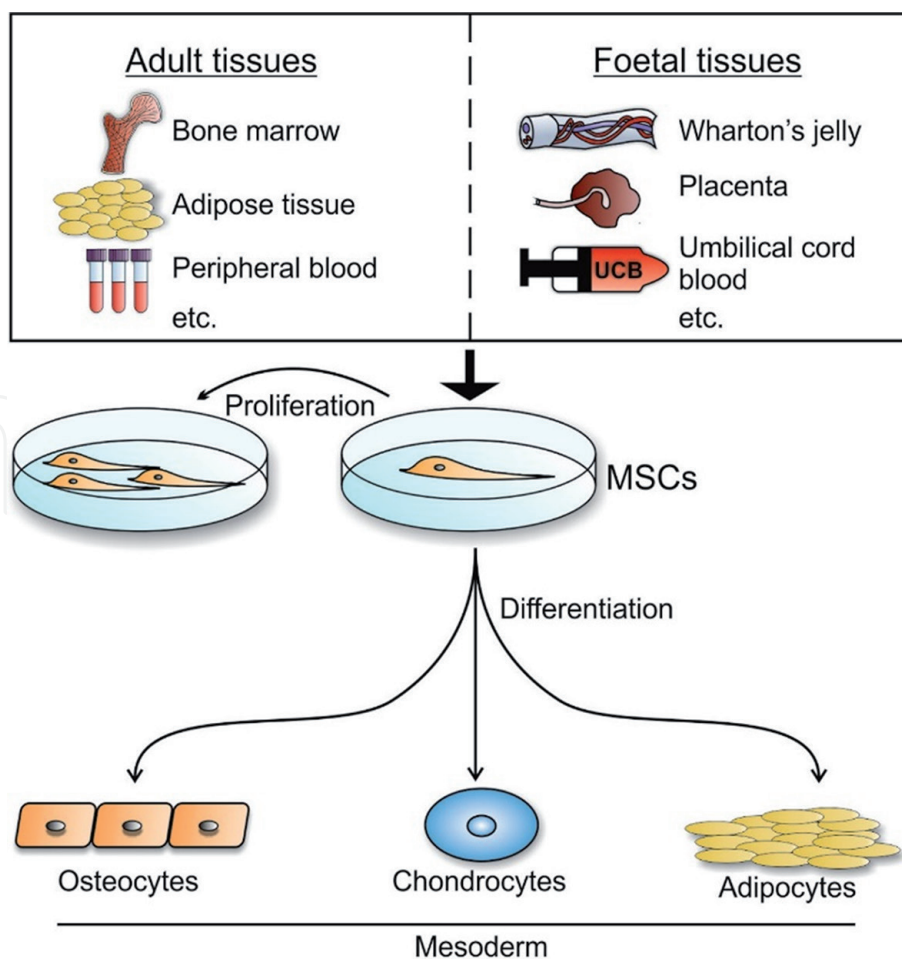 Adult tissues
Bone marrow
Adipose tissue
Peripheral blood
etc.
Foetal tissues
Wharton's jelly
Placenta
UCB
Umbilical cord
blood
etc.
Proliferation
MSCs
Differentiation
Osteocytes
Chondrocytes
Adipocytes
Mesoderm